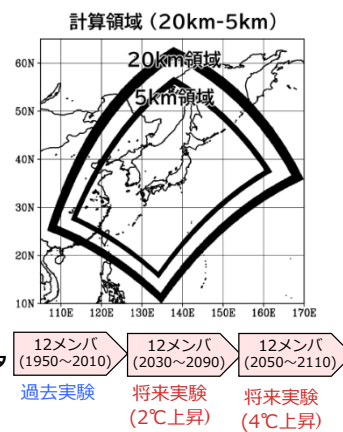 計算領域（20km-5km）
60N
20km領域
5km領域
50N
40N
30N
20N
10N
110E 120E 130E 140E 150E 160E 170E
12メンバ
(1950～2010)
12メンバ
(2030～2090)
12メンバ
(2050～2110)
過去実験
将来実験
(2℃上昇)
将来実験
(4℃上昇)